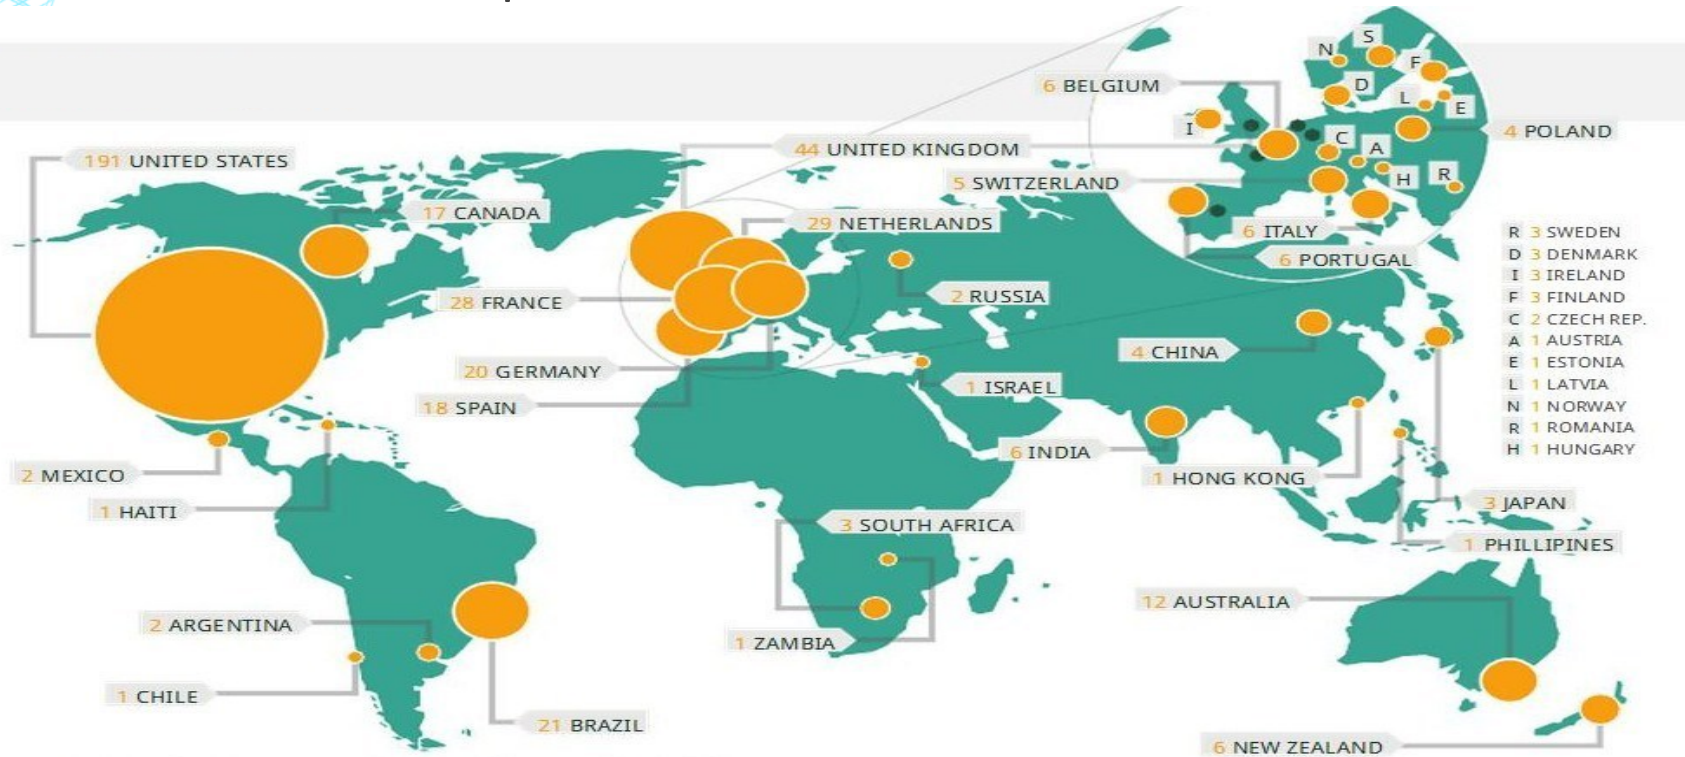 N
S
F
6 BELGIUM
D
L
E
I
4 POLAND
C
A
44 UNITED KINGDOM
191 UNITED STATES
5 SWITZERLAND
H
R
17 CANADA
29 NETHERLANDS
6 ITALY
6 PORTUGAL
R 3 SWEDEN
D 3 DENMARK
I 3 IRELAND
F 3 FINLAND
C 2 CZECH REP.
A 1 AUSTRIA
E 1 ESTONIA
L 1 LATVIA
N 1 NORWAY
R 1 ROMANIA
H 1 HUNGARY
28 FRANCE
2 RUSSIA
4 CHINA
20 GERMANY
1 ISRAEL
18 SPAIN
6 INDIA
2 MEXICO
1 HONG KONG
1 HAITI
3 JAPAN
3 SOUTH AFRICA
1 PHILLIPINES
12 AUSTRALIA
2 ARGENTINA
1 ZAMBIA
1 CHILE
21 BRAZIL
6 NEW ZEALAND